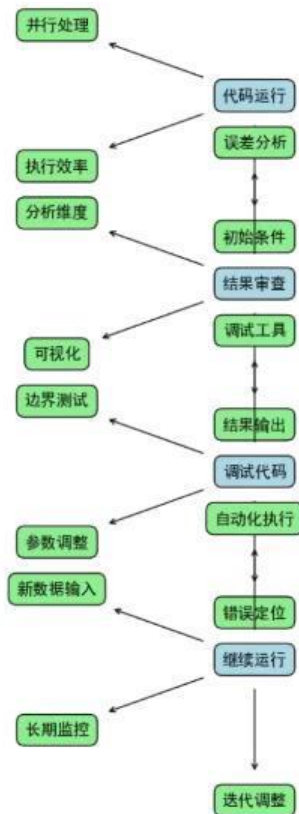 并行处理
代码运行
误差分析
执行效率
分析维度
初始条件
结果审查
调试工具
可视化
边界测试
结果输出
调试代码
自动化执行
参数调整
新数据输入
错误定位
继续运行
长期监控
迭代调整